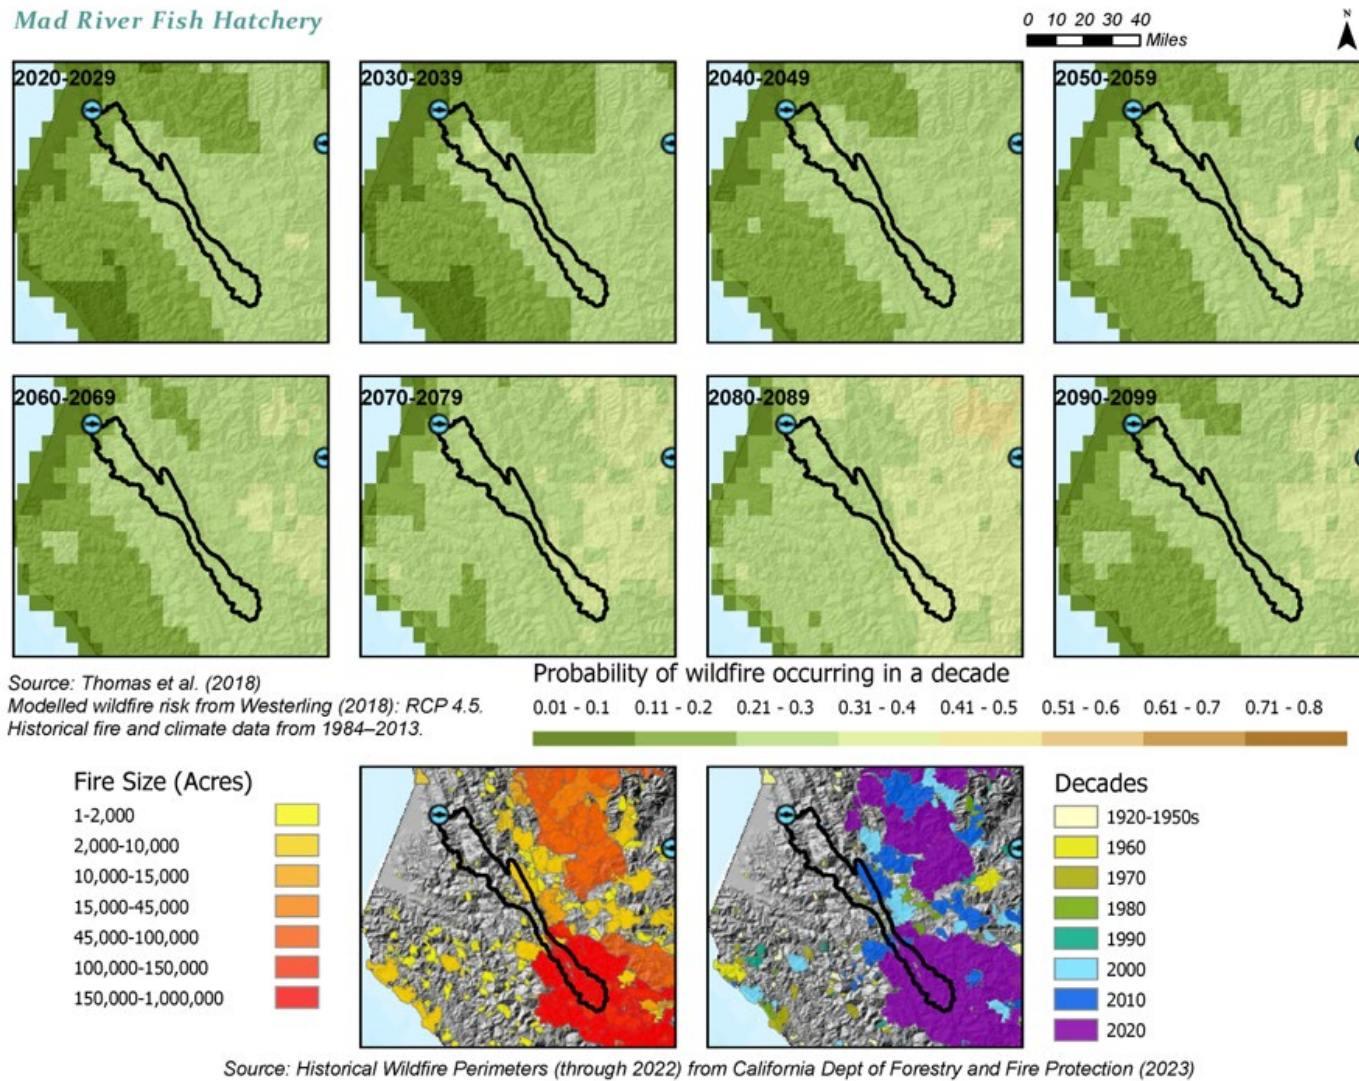 Mad River Fish Hatchery
0 10 20 30 40
Miles
N
2020-2029
2030-2039
2040-2049
2050-2059
2060-2069
2070-2079
2080-2089
2090-2099
Source: Thomas et al. (2018)
Modelled wildfire risk from Westerling (2018): RCP 4.5.
Historical fire and climate data from 1984–2013.
Probability of wildfire occurring in a decade
0.01 - 0.1 0.11 - 0.2 0.21 - 0.3 0.31 - 0.4 0.41 - 0.5 0.51 - 0.6 0.61 - 0.7 0.71 - 0.8
Fire Size (Acres)
1-2,000
2,000-10,000
10,000-15,000
15,000-45,000
45,000-100,000
100,000-150,000
150,000-1,000,000
Decades
1920-1950s
1960
1970
1980
1990
2000
2010
2020
Source: Historical Wildfire Perimeters (through 2022) from California Dept of Forestry and Fire Protection (2023)